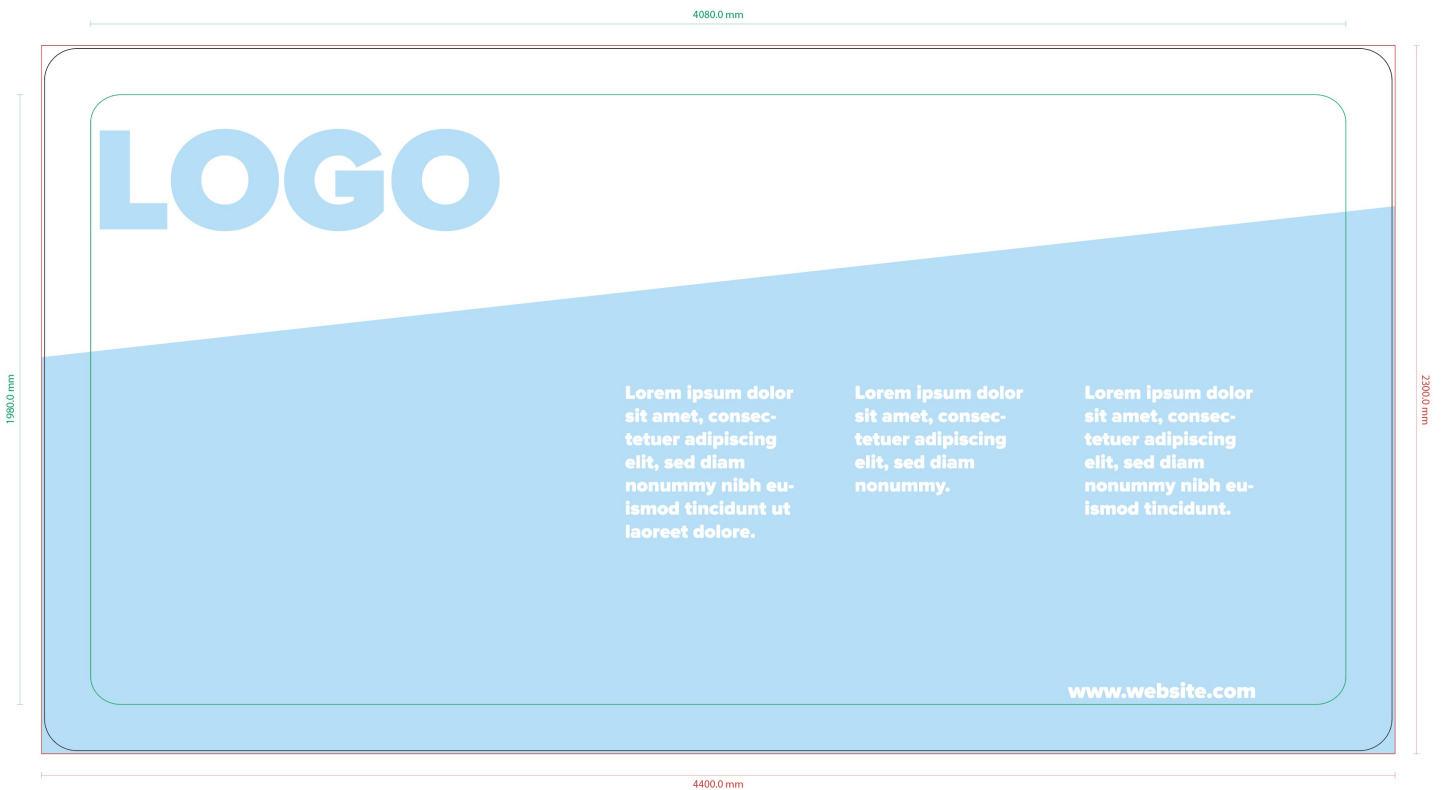 4080.0 mm
LOGO
1980.0 mm
2300.0 mm
Lorem ipsum dolor
sit amet, consec-
tetuer adipiscing
elit, sed diam
nonummy nibh eu-
ismod tincidunt ut
laoreet dolore.
Lorem ipsum dolor
sit amet, consec-
tetuer adipiscing
elit, sed diam
nonummy.
Lorem ipsum dolor
sit amet, consec-
tetuer adipiscing
elit, sed diam
nonummy nibh eu-
ismod tincidunt.
www.website.com
4400.0 mm